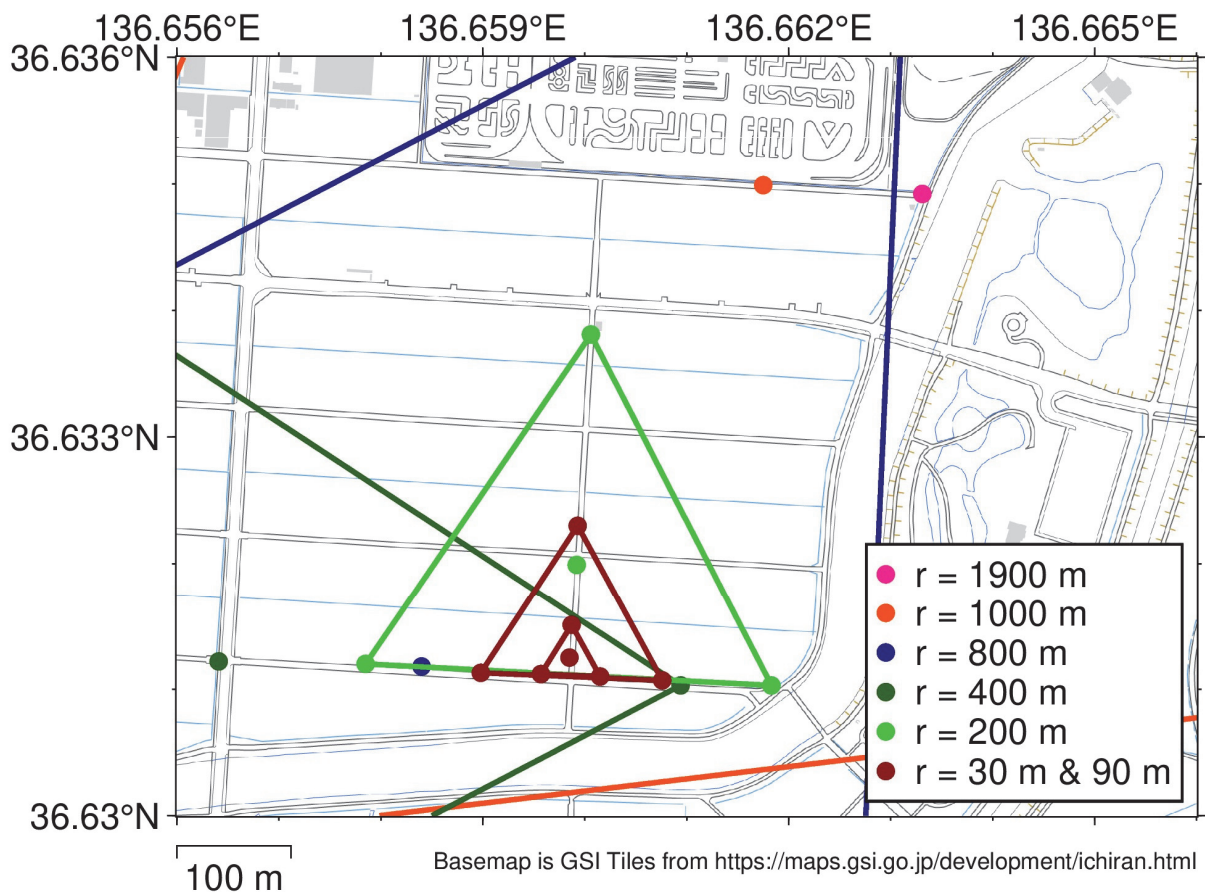 136.656°E 136.659°E 136.662°E 136.665°E
36.636°N
36.633°N
r = 1900 m
r = 1000 m
r = 800 m
r = 400 m
r = 200 m
r = 30 m & 90 m
36.63°N
100 m
Basemap is GSI Tiles from https://maps.gsi.go.jp/development/ichiran.html